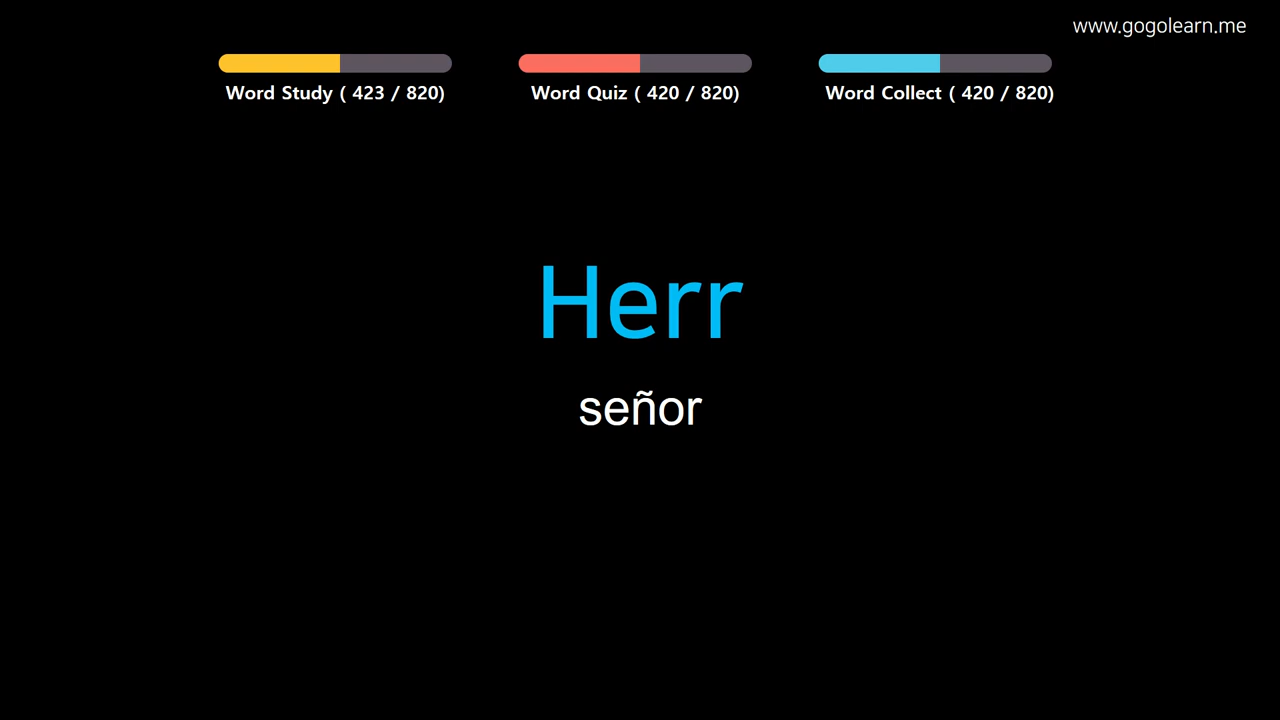 www.gogolearn.me
Word Study ( 423 / 820)
Word Quiz ( 420 / 820)
Word Collect ( 420 / 820)
Herr
señor